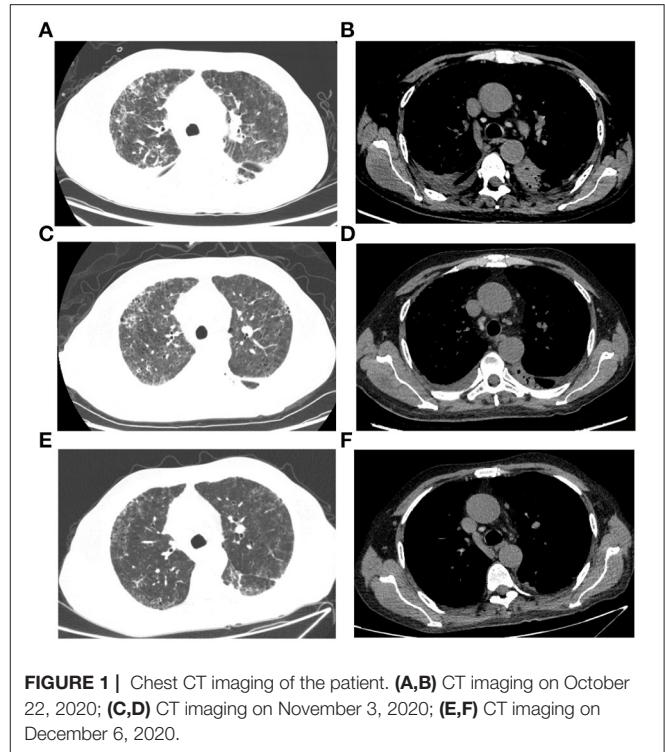 A
B
C
D
E
F
FIGURE 1 | Chest CT imaging of the patient. (A,B) CT imaging on October
22, 2020; (C,D) CT imaging on November 3, 2020; (E,F) CT imaging on
December 6, 2020.